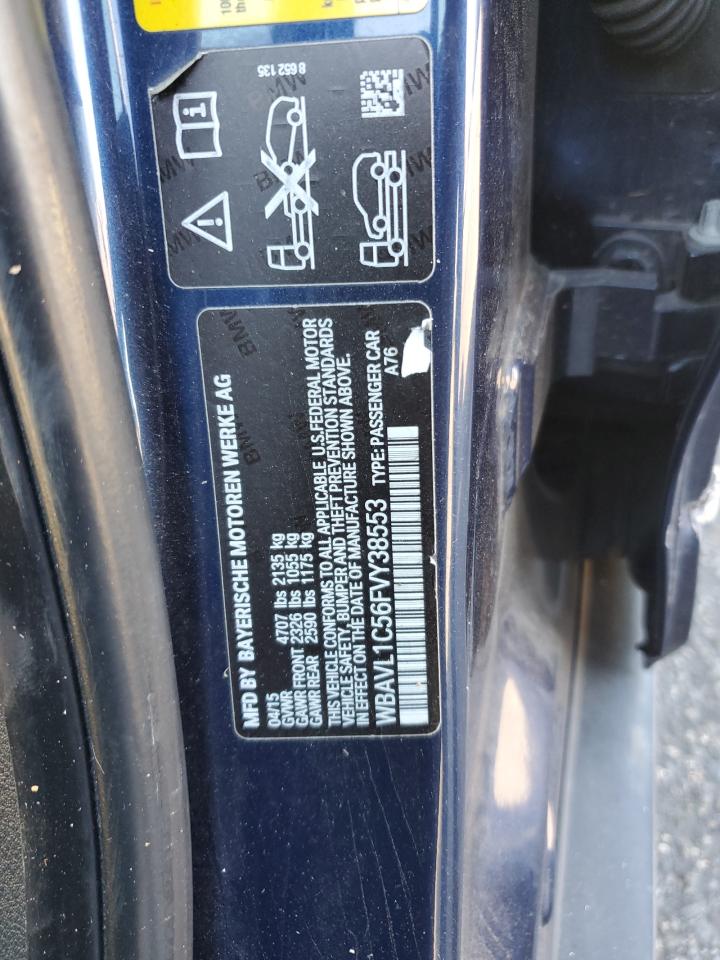 8 652 135
MFD BY BAYERISCHE MOTOREN WERKE AG
04/15
GVWR 4707 lbs 2135 kg
GAWR FRONT 2326 lbs 1055 kg
GAWR REAR 2590 lbs 1175 kg
THIS VEHICLE CONFORMS TO ALL APPLICABLE U.S.FEDERAL MOTOR
VEHICLE SAFETY, BUMPER AND THEFT PREVENTION STANDARDS
IN EFFECT ON THE DATE OF MANUFACTURE SHOWN ABOVE.
WBAVL1C56FVY38553 TYPE: PASSENGER CAR
A76